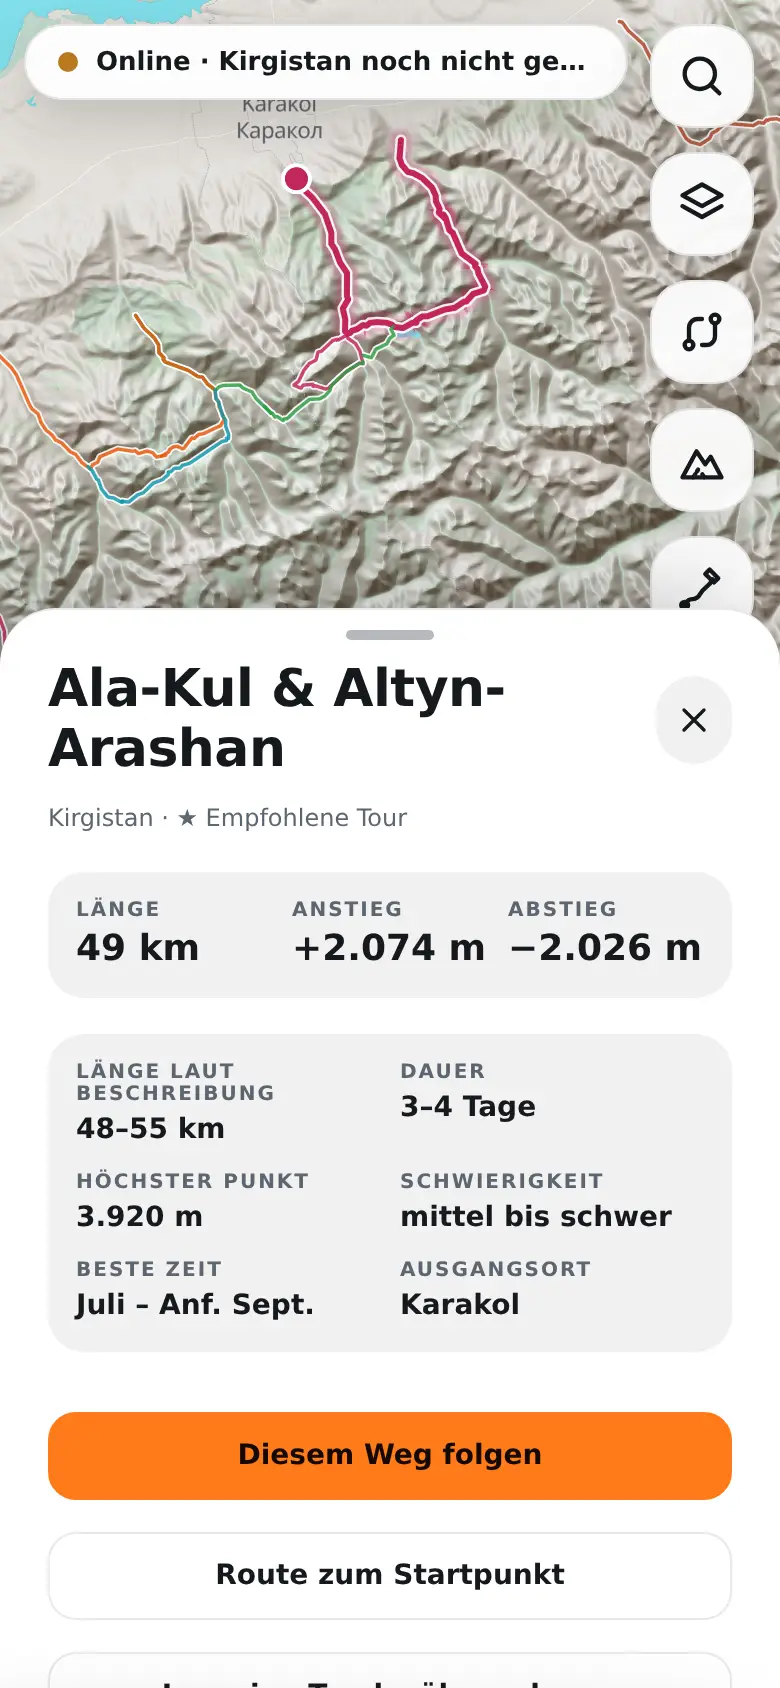 Online · Kirgistan noch nicht ge…
Karakol
Каракол
Ala-Kul & Altyn-
Arashan
Kirgistan · ★ Empfohlene Tour
LÄNGE
49 km
ANSTIEG
+2.074 m
ABSTIEG
−2.026 m
LÄNGE LAUT
BESCHREIBUNG
48–55 km
DAUER
3–4 Tage
HÖCHSTER PUNKT
3.920 m
SCHWIERIGKEIT
mittel bis schwer
BESTE ZEIT
Juli – Anf. Sept.
AUSGANGSORT
Karakol
Diesem Weg folgen
Route zum Startpunkt